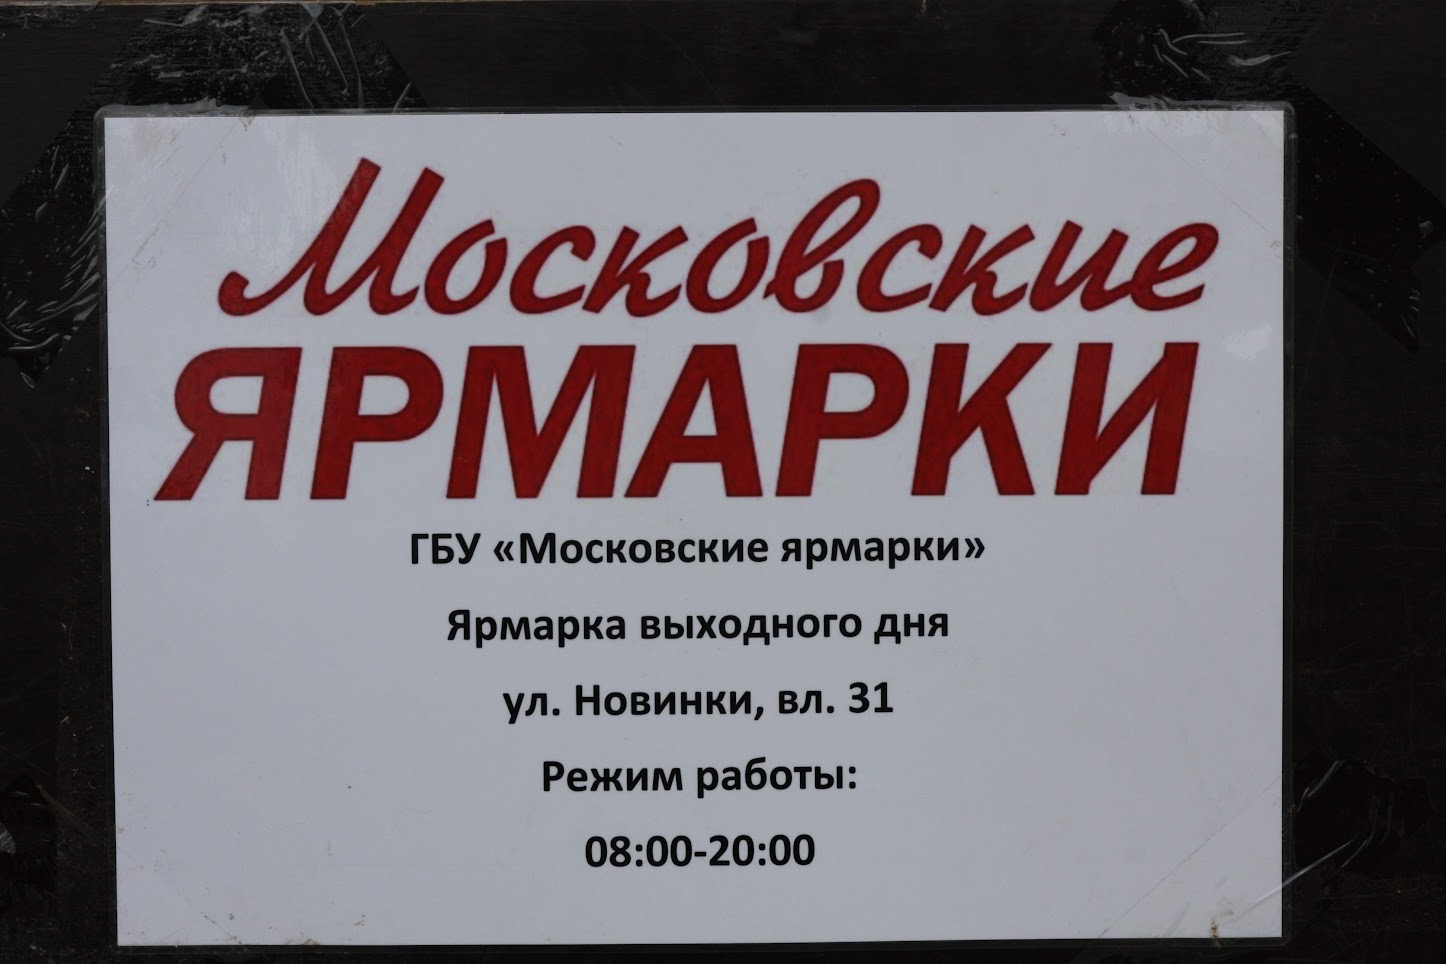 Московские
ЯРМАРКИ
ГБУ «Московские ярмарки»
Ярмарка выходного дня
ул. Новинки, вл. 31
Режим работы:
08:00-20:00